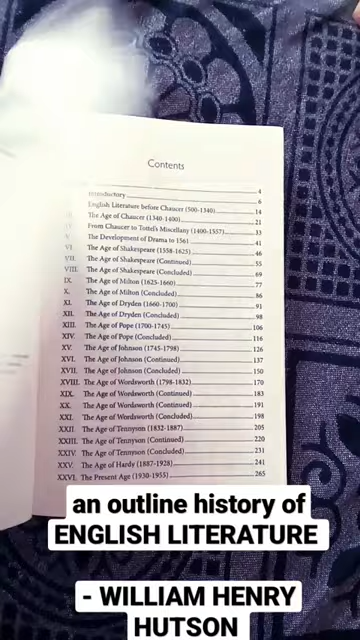 Contents
4
Introductory 6
English Literature before Chaucer (500-1340) 14
The Age of Chaucer (1340-1400) 21
From Chaucer to Tottel's Miscellany (1400-1557) 33
V. The Development of Drama to 1561 41
VI. The Age of Shakespeare (1558-1625) 46
VII. The Age of Shakespeare (Continued) 55
VIII. The Age of Shakespeare (Concluded) 69
IX. The Age of Milton (1625-1660) 77
X. The Age of Milton (Concluded) 86
XI. The Age of Dryden (1660-1700) 91
XII. The Age of Dryden (Concluded) 98
XIII. The Age of Pope (1700-1745) 106
XIV. The Age of Pope (Concluded) 116
XV. The Age of Johnson (1745-1798) 126
XVI. The Age of Johnson (Continued) 137
XVII. The Age of Johnson (Concluded) 150
XVIII. The Age of Wordsworth (1798-1832) 170
XIX. The Age of Wordsworth (Continued) 183
XX. The Age of Wordsworth (Continued) 191
XXI. The Age of Wordsworth (Concluded) 198
XXII. The Age of Tennyson (1832-1887) 205
XXIII. The Age of Tennyson (Continued) 220
XXIV. The Age of Tennyson (Concluded) 231
XXV. The Age of Hardy (1887-1928) 241
XXVI. The Present Age (1930-1955) 265
an outline history of
ENGLISH LITERATURE
- WILLIAM HENRY
HUTSON